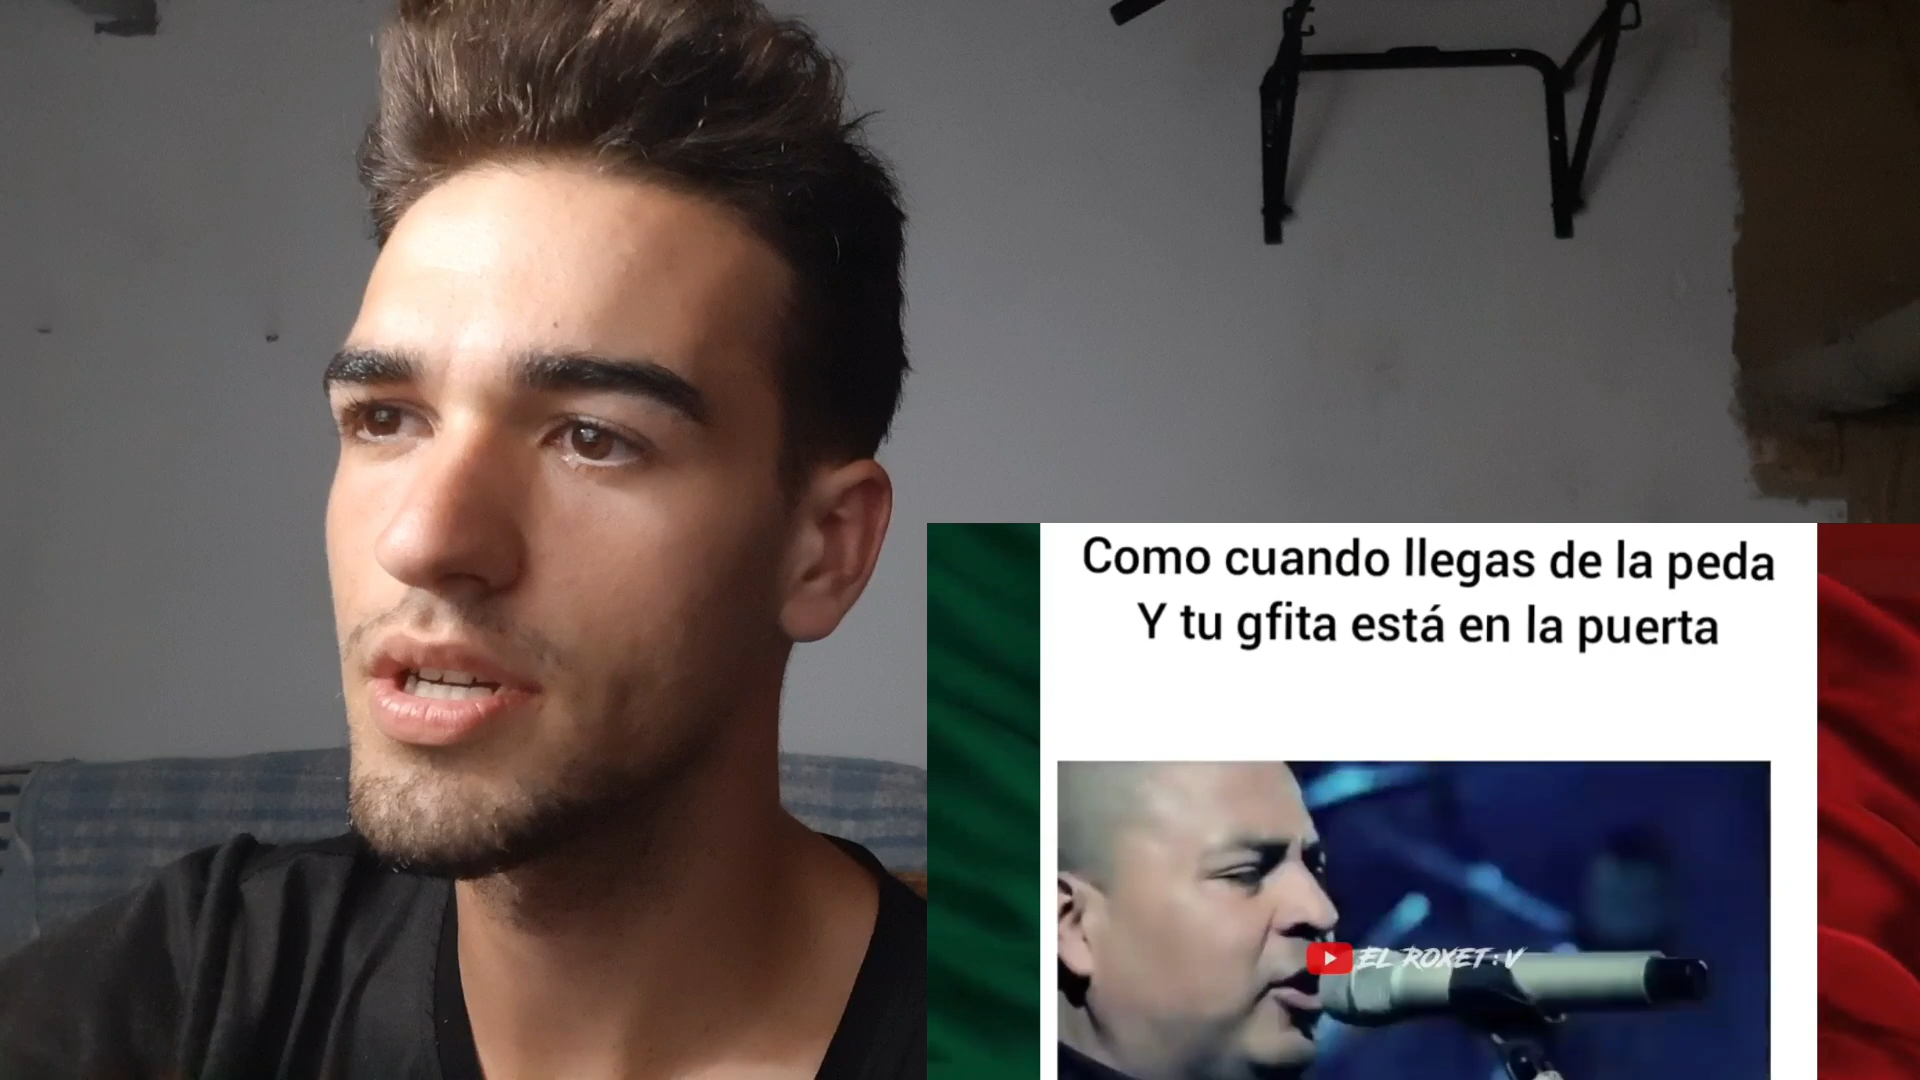 Como cuando llegas de la peda
Y tu gfita está en la puerta
EL ROXET:V